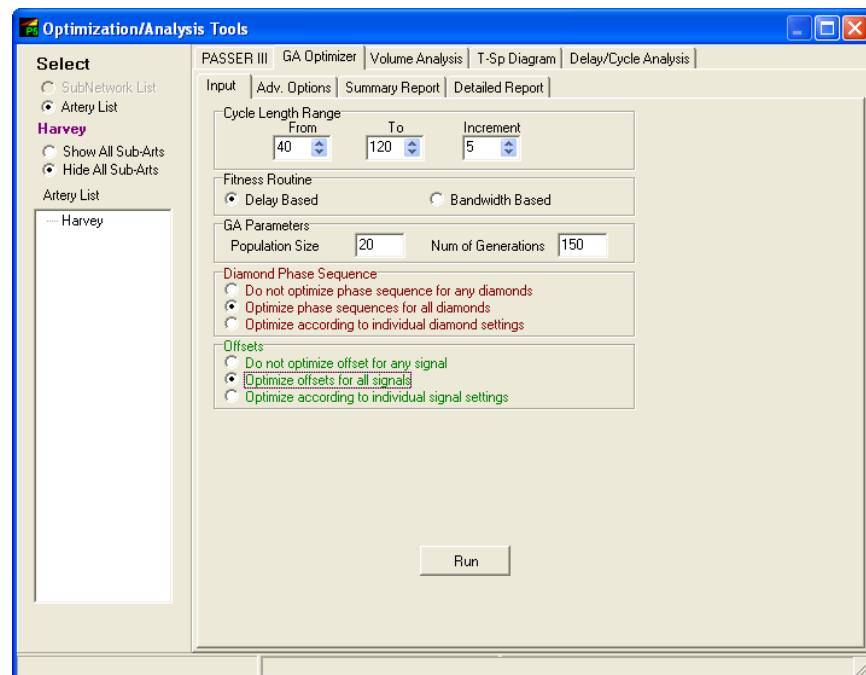 P5 Optimization/Analysis Tools
Select
SubNetwork List
Artery List
Harvey
Show All Sub-Arts
Hide All Sub-Arts
Artery List
Harvey
PASSER III GA Optimizer Volume Analysis T-Sp Diagram Delay/Cycle Analysis
Input Adv. Options Summary Report Detailed Report
Cycle Length Range
From To Increment
40 120 5
Fitness Routine
Delay Based Bandwidth Based
GA Parameters
Population Size 20 Num of Generations 150
Diamond Phase Sequence
Do not optimize phase sequence for any diamonds
Optimize phase sequences for all diamonds
Optimize according to individual diamond settings
Offsets
Do not optimize offset for any signal
Optimize offsets for all signals
Optimize according to individual signal settings
Run